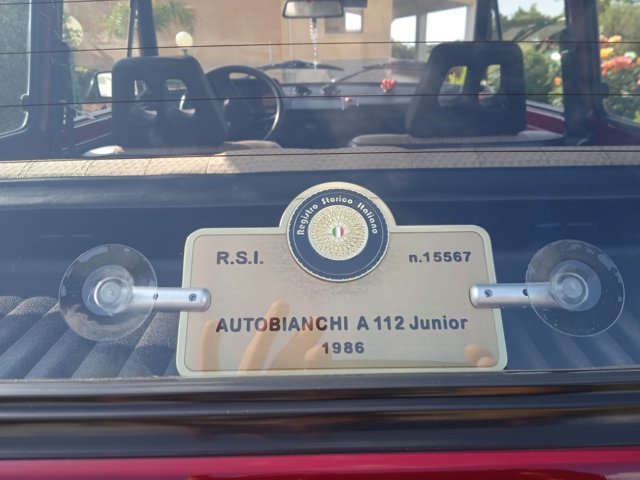 Registro Storico Italiano
R.S.I. n.15567
AUTOBIANCHI A 112 Junior
1986